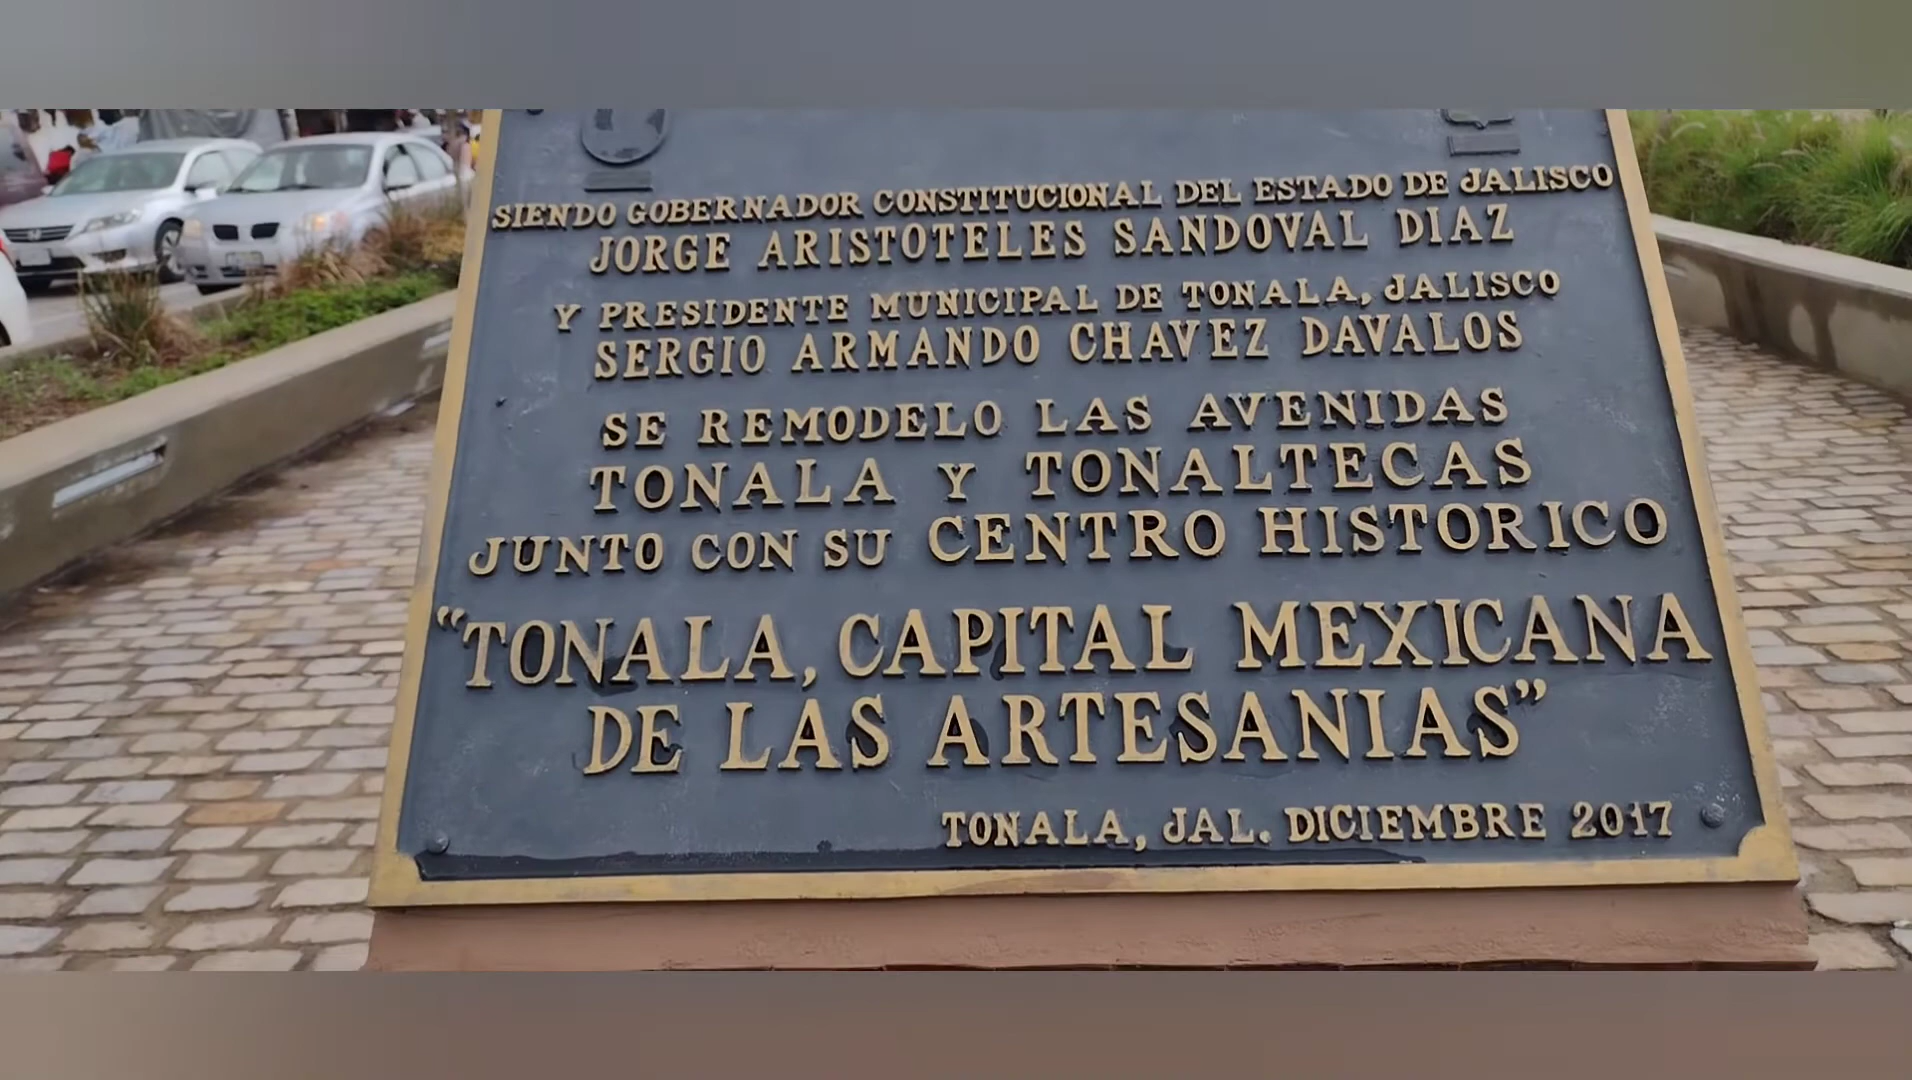 SIENDO GOBERNADOR CONSTITUCIONAL DEL ESTADO DE JALISCO
JORGE ARISTOTELES SANDOVAL DIAZ
Y PRESIDENTE MUNICIPAL DE TONALA, JALISCO
SERGIO ARMANDO CHAVEZ DAVALOS
SE REMODELO LAS AVENIDAS
TONALA Y TONALTECAS
JUNTO CON SU CENTRO HISTORICO
“TONALA, CAPITAL MEXICANA
DE LAS ARTESANIAS”
TONALA, JAL. DICIEMBRE 2017